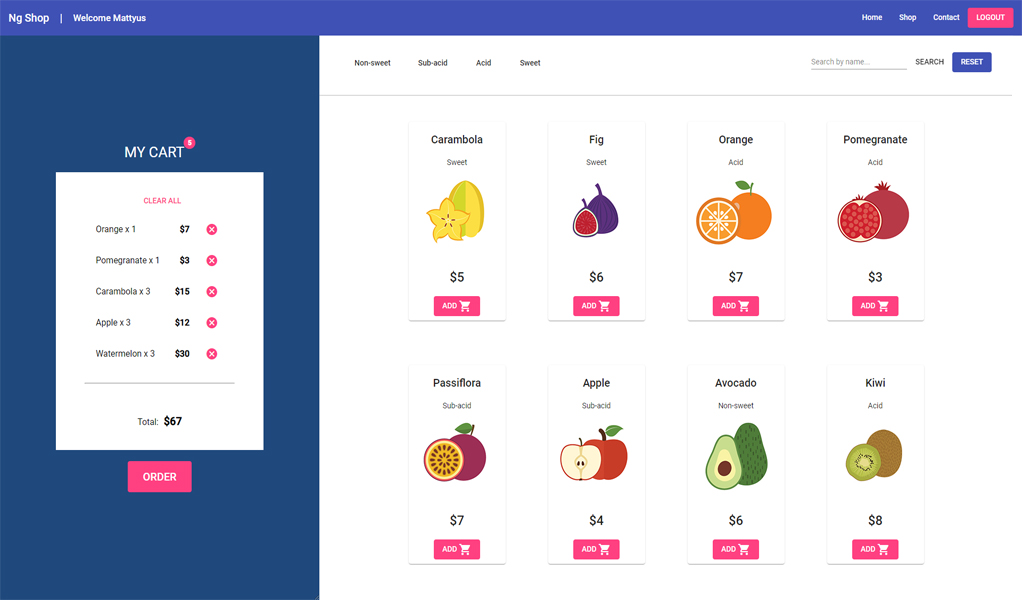 Ng Shop | Welcome Mattyus
Home Shop Contact LOGOUT
MY CART 5
CLEAR ALL
Orange x 1 $7
Pomegranate x 1 $3
Carambola x 3 $15
Apple x 3 $12
Watermelon x 3 $30
Total: $67
ORDER
Non-sweet Sub-acid Acid Sweet
Search by name... SEARCH RESET
Carambola Fig Orange Pomegranate
Sweet Sweet Acid Acid
$5 $6 $7 $3
ADD ADD ADD ADD
Passiflora Apple Avocado Kiwi
Sub-acid Sub-acid Non-sweet Acid
$7 $4 $6 $8
ADD ADD ADD ADD